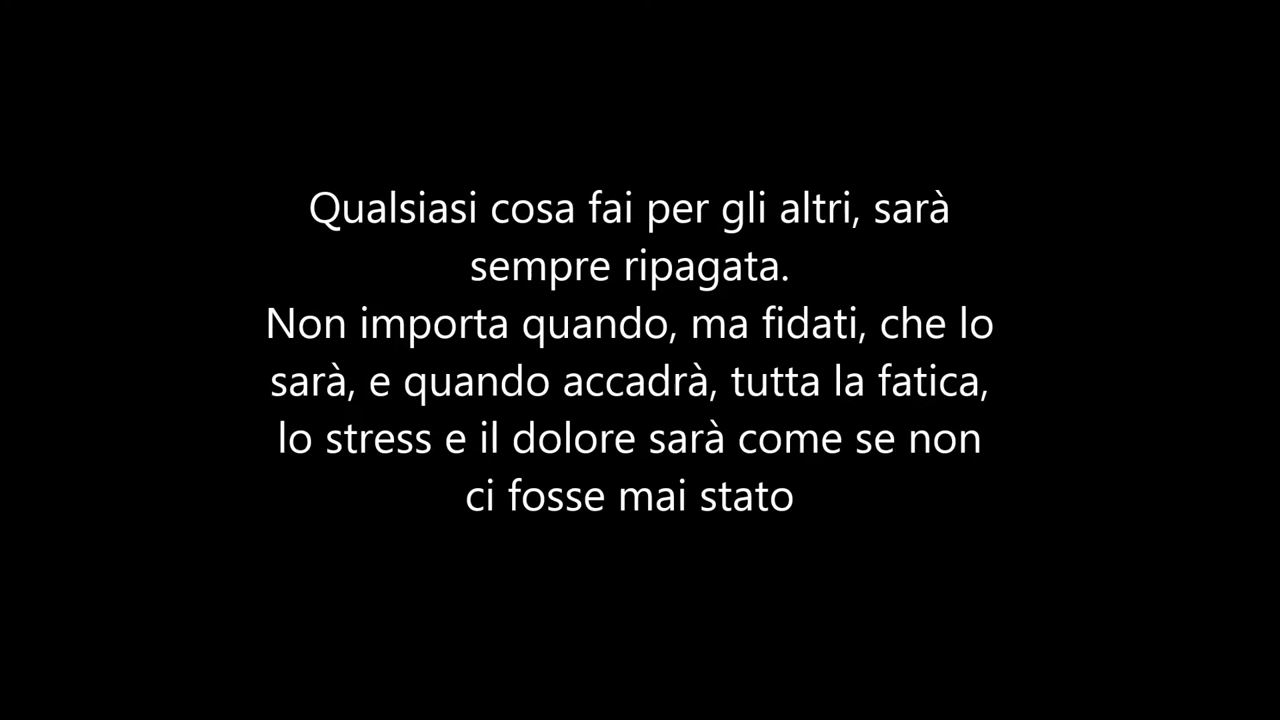 Qualsiasi cosa fai per gli altri, sarà
sempre ripagata.
Non importa quando, ma fidati, che lo
sarà, e quando accadrà, tutta la fatica,
lo stress e il dolore sarà come se non
ci fosse mai stato